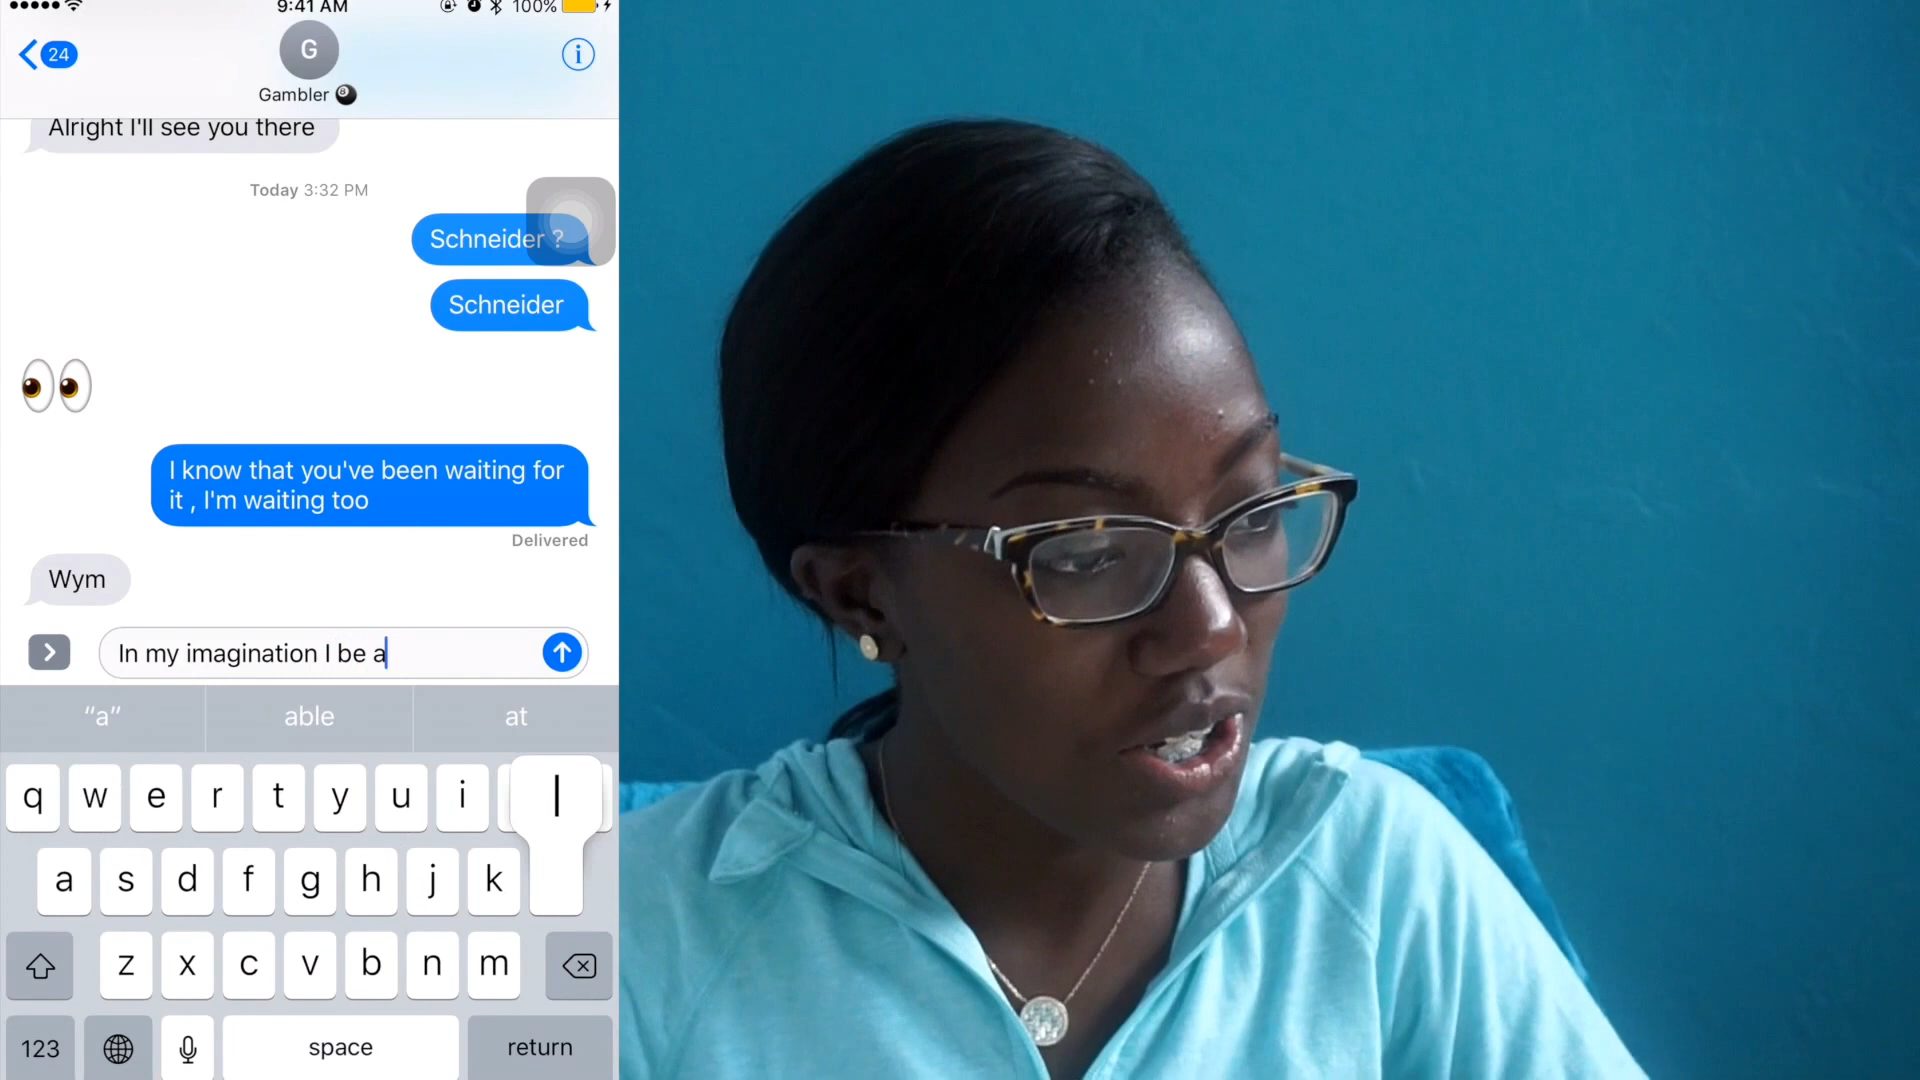 9:41 AM
100%
24
G
Gambler
Alright I'll see you there
Today 3:32 PM
Schneider ?
Schneider
I know that you've been waiting for
it , I'm waiting too
Delivered
Wym
In my imagination I be a
“a” able at
q w e r t y u i l
a s d f g h j k
z x c v b n m
123 space return